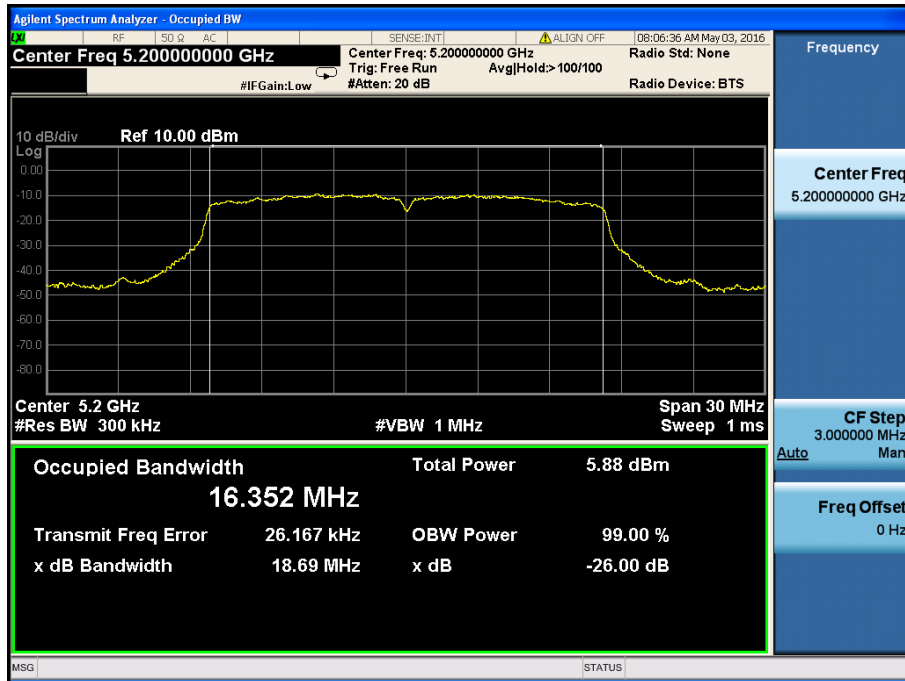 Agilent Spectrum Analyzer - Occupied BW
LXI RF 50 Ω AC SENSE:INT ALIGN OFF 08:06:36 AM May 03, 2016
Center Freq 5.200000000 GHz
Center Freq: 5.200000000 GHz Radio Std: None
Trig: Free Run Avg|Hold:>100/100
#IFGain:Low #Atten: 20 dB Radio Device: BTS
Frequency
10 dB/div Ref 10.00 dBm
Log
0.00
-10.0
-20.0
-30.0
-40.0
-50.0
-60.0
-70.0
-80.0
Center Freq
5.200000000 GHz
Center 5.2 GHz Span 30 MHz
#Res BW 300 kHz #VBW 1 MHz Sweep 1 ms
CF Step
3.000000 MHz
Auto Man
Occupied Bandwidth Total Power 5.88 dBm
16.352 MHz
Transmit Freq Error 26.167 kHz OBW Power 99.00 %
x dB Bandwidth 18.69 MHz x dB -26.00 dB
Freq Offset
0 Hz
MSG STATUS